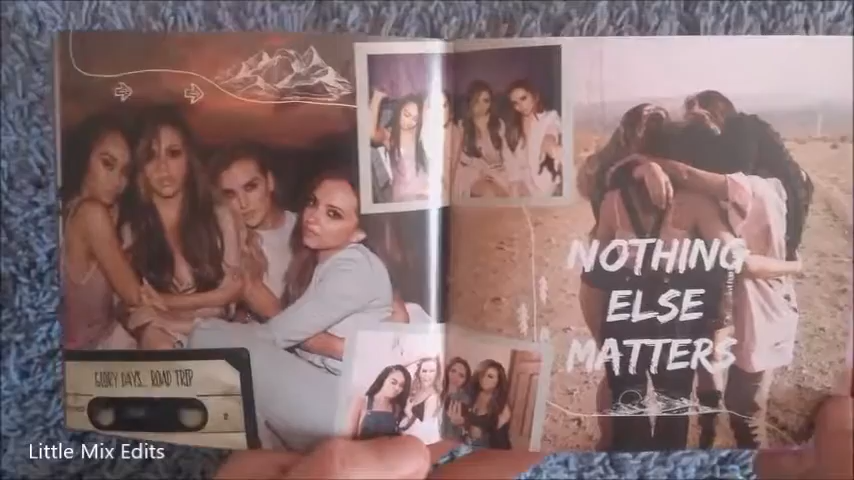 GLORY DAYS... ROAD TRIP
NOTHING
ELSE
MATTERS
Little Mix Edits